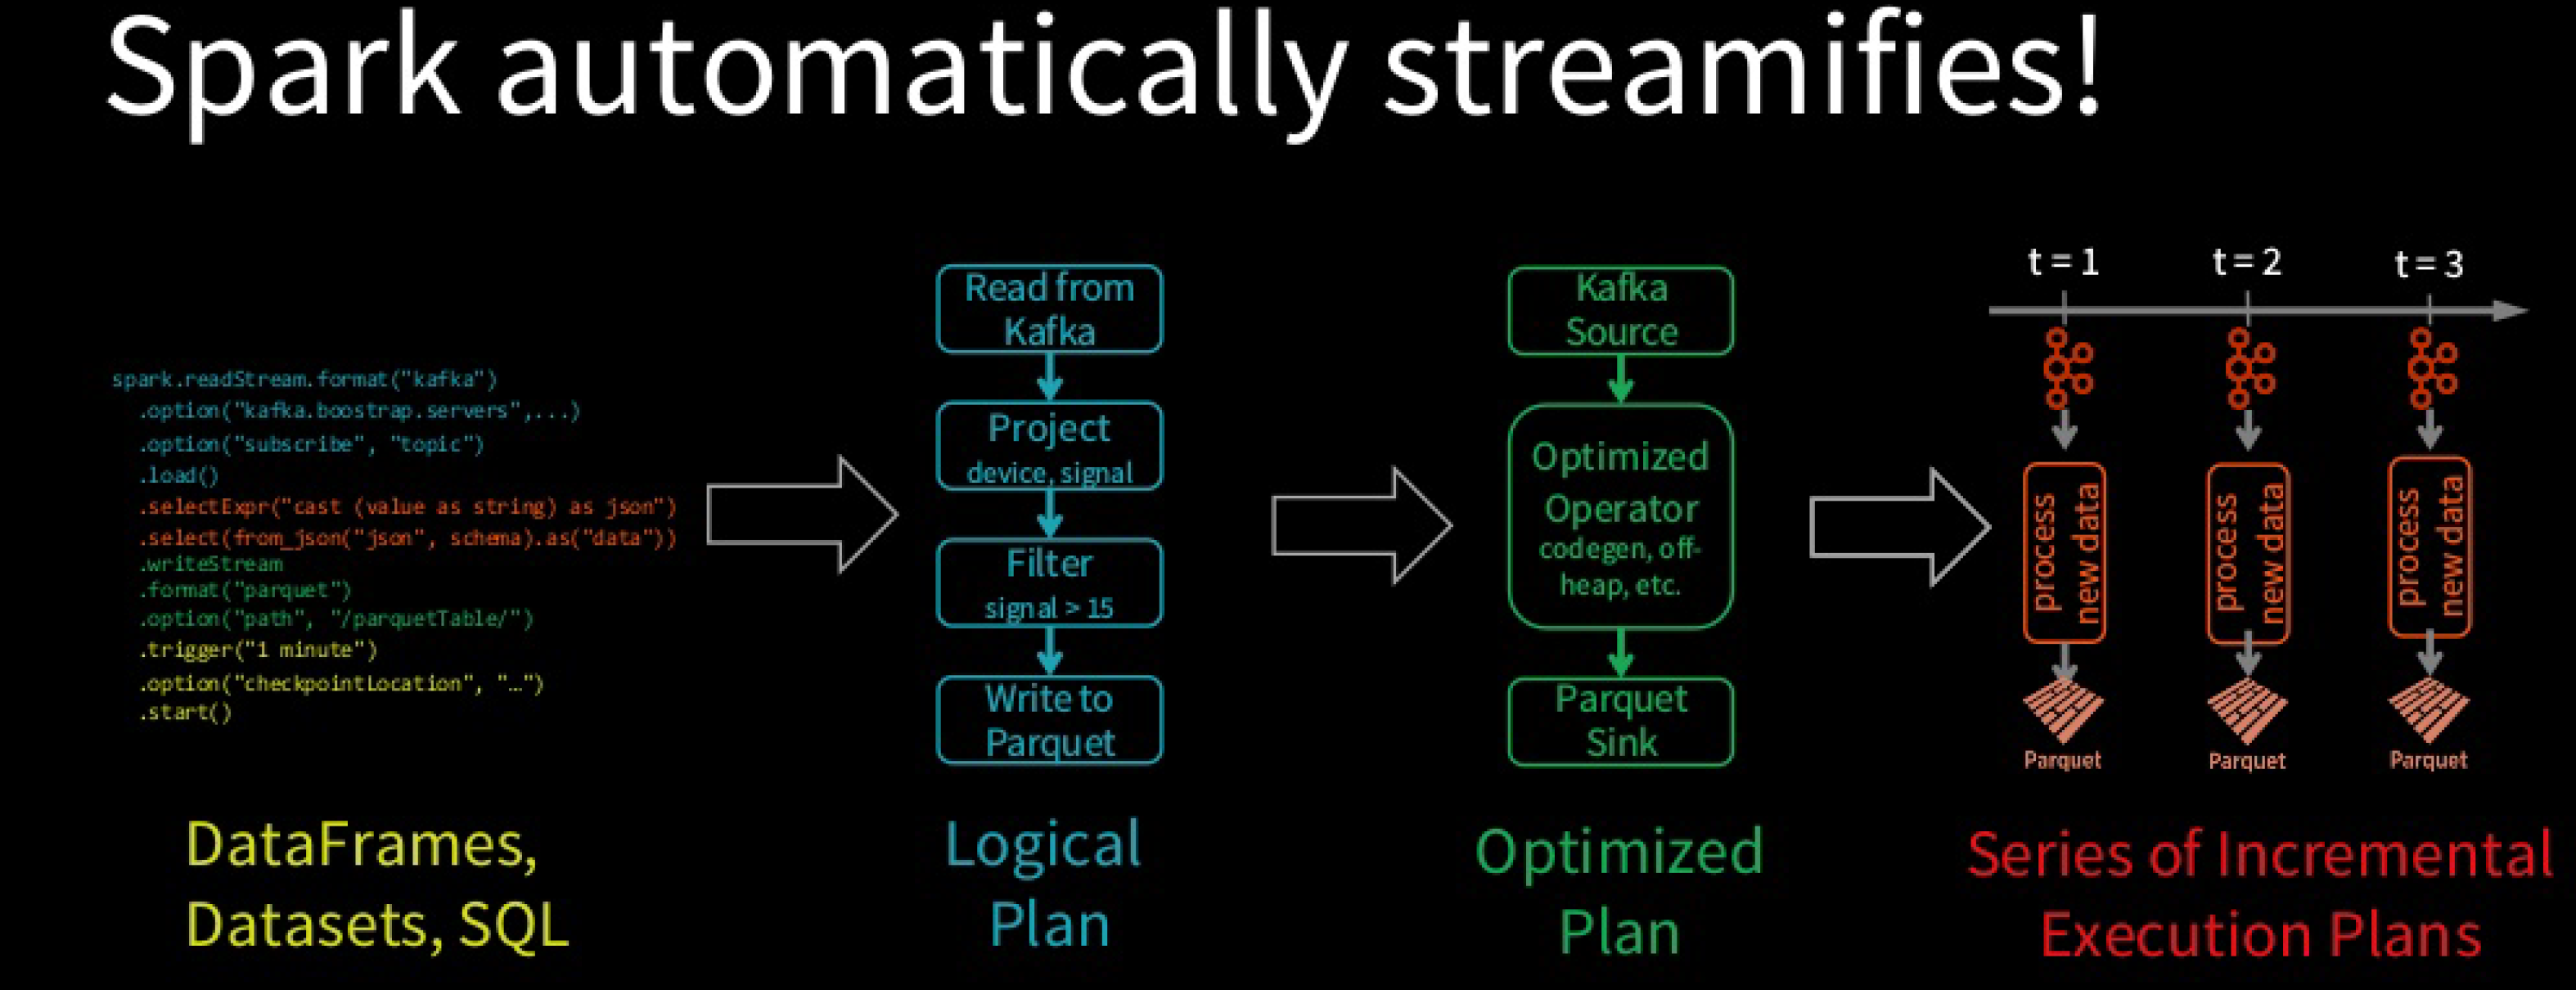 Spark automatically streamifies!
spark.readStream.format("kafka")
.option("kafka.boostrap.servers",...)
.option("subscribe", "topic")
.load()
.selectExpr("cast (value as string) as json")
.select(from_json("json", schema).as("data"))
.writeStream
.format("parquet")
.option("path", "/parquetTable/")
.trigger("1 minute")
.option("checkpointLocation", "…")
.start()
DataFrames,
Datasets, SQL
Read from
Kafka
Project
device, signal
Filter
signal > 15
Write to
Parquet
Logical
Plan
Kafka
Source
Optimized
Operator
codegen, off-
heap, etc.
Parquet
Sink
Optimized
Plan
t = 1
t = 2
t = 3
process
new data
process
new data
process
new data
Parquet
Parquet
Parquet
Series of Incremental
Execution Plans